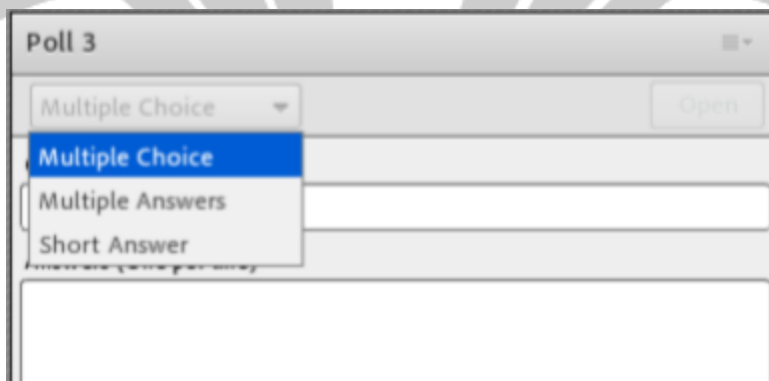 Poll 3
Multiple Choice
Open
Multiple Choice
Multiple Answers
Short Answer